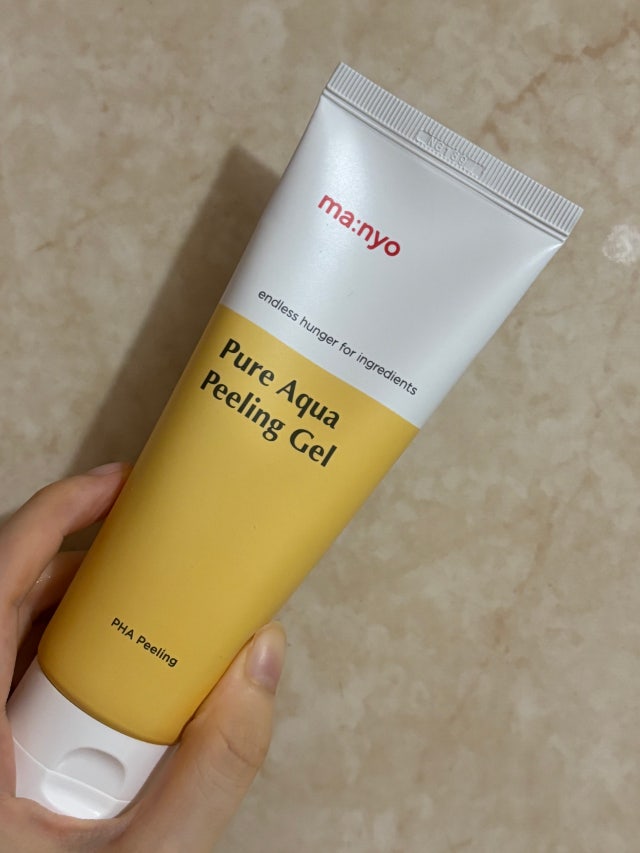 ma:nyo
endless hunger for ingredients
Pure Aqua
Peeling Gel
PHA Peeling